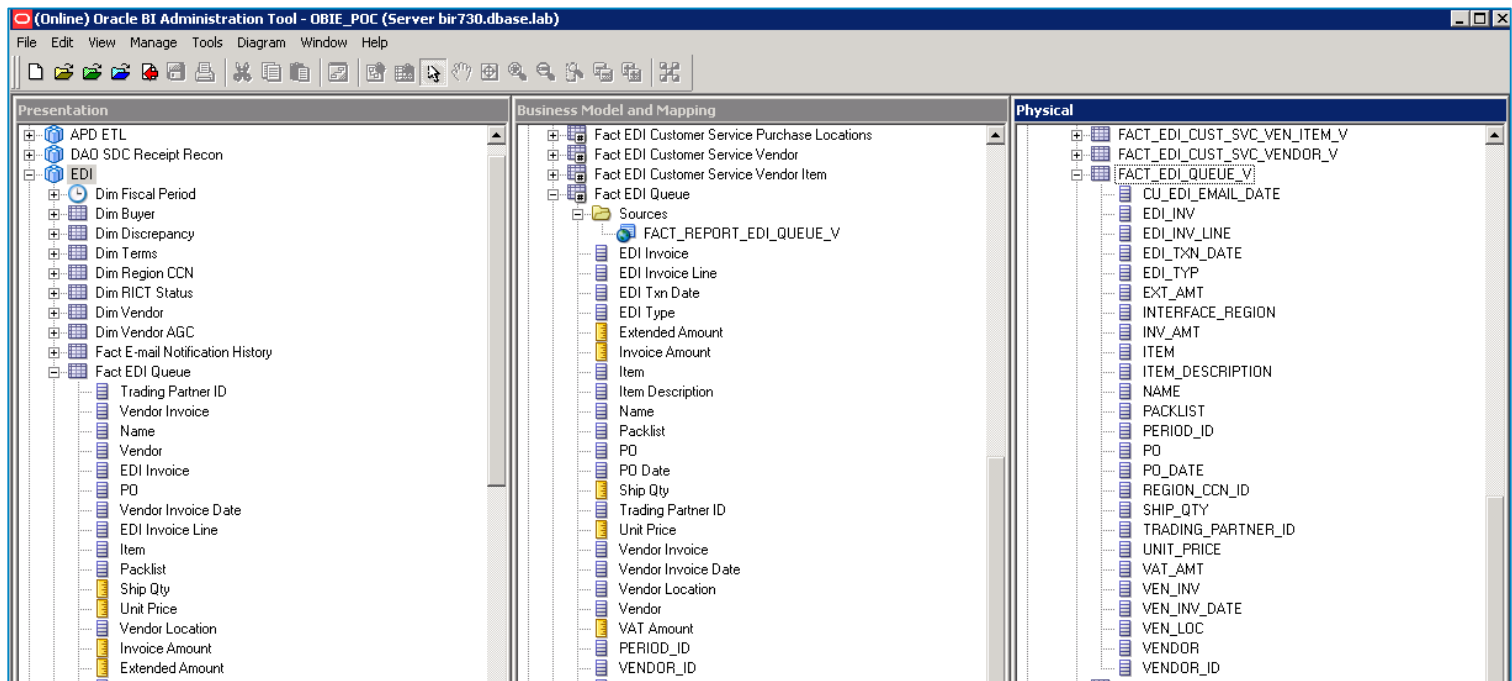 (Online) Oracle BI Administration Tool - OBIE_POC (Server bir730.dbase.lab)
File Edit View Manage Tools Diagram Window Help
Presentation
APD ETL
DAO SDC Receipt Recon
EDI
Dim Fiscal Period
Dim Buyer
Dim Discrepancy
Dim Terms
Dim Region CCN
Dim RICT Status
Dim Vendor
Dim Vendor AGC
Fact E-mail Notification History
Fact EDI Queue
Trading Partner ID
Vendor Invoice
Name
Vendor
EDI Invoice
PO
Vendor Invoice Date
EDI Invoice Line
Item
Packlist
Ship Qty
Unit Price
Vendor Location
Invoice Amount
Extended Amount
Business Model and Mapping
Fact EDI Customer Service Purchase Locations
Fact EDI Customer Service Vendor
Fact EDI Customer Service Vendor Item
Fact EDI Queue
Sources
FACT_REPORT_EDI_QUEUE_V
EDI Invoice
EDI Invoice Line
EDI Txn Date
EDI Type
Extended Amount
Invoice Amount
Item
Item Description
Name
Packlist
PO
PO Date
Ship Qty
Trading Partner ID
Unit Price
Vendor Invoice
Vendor Invoice Date
Vendor Location
Vendor
VAT Amount
PERIOD_ID
VENDOR_ID
Physical
FACT_EDI_CUST_SVC_VEN_ITEM_V
FACT_EDI_CUST_SVC_VENDOR_V
FACT_EDI_QUEUE_V
CU_EDI_EMAIL_DATE
EDI_INV
EDI_INV_LINE
EDI_TXN_DATE
EDI_TYP
EXT_AMT
INTERFACE_REGION
INV_AMT
ITEM
ITEM_DESCRIPTION
NAME
PACKLIST
PERIOD_ID
PO
PO_DATE
REGION_CCN_ID
SHIP_QTY
TRADING_PARTNER_ID
UNIT_PRICE
VAT_AMT
VEN_INV
VEN_INV_DATE
VEN_LOC
VENDOR
VENDOR_ID